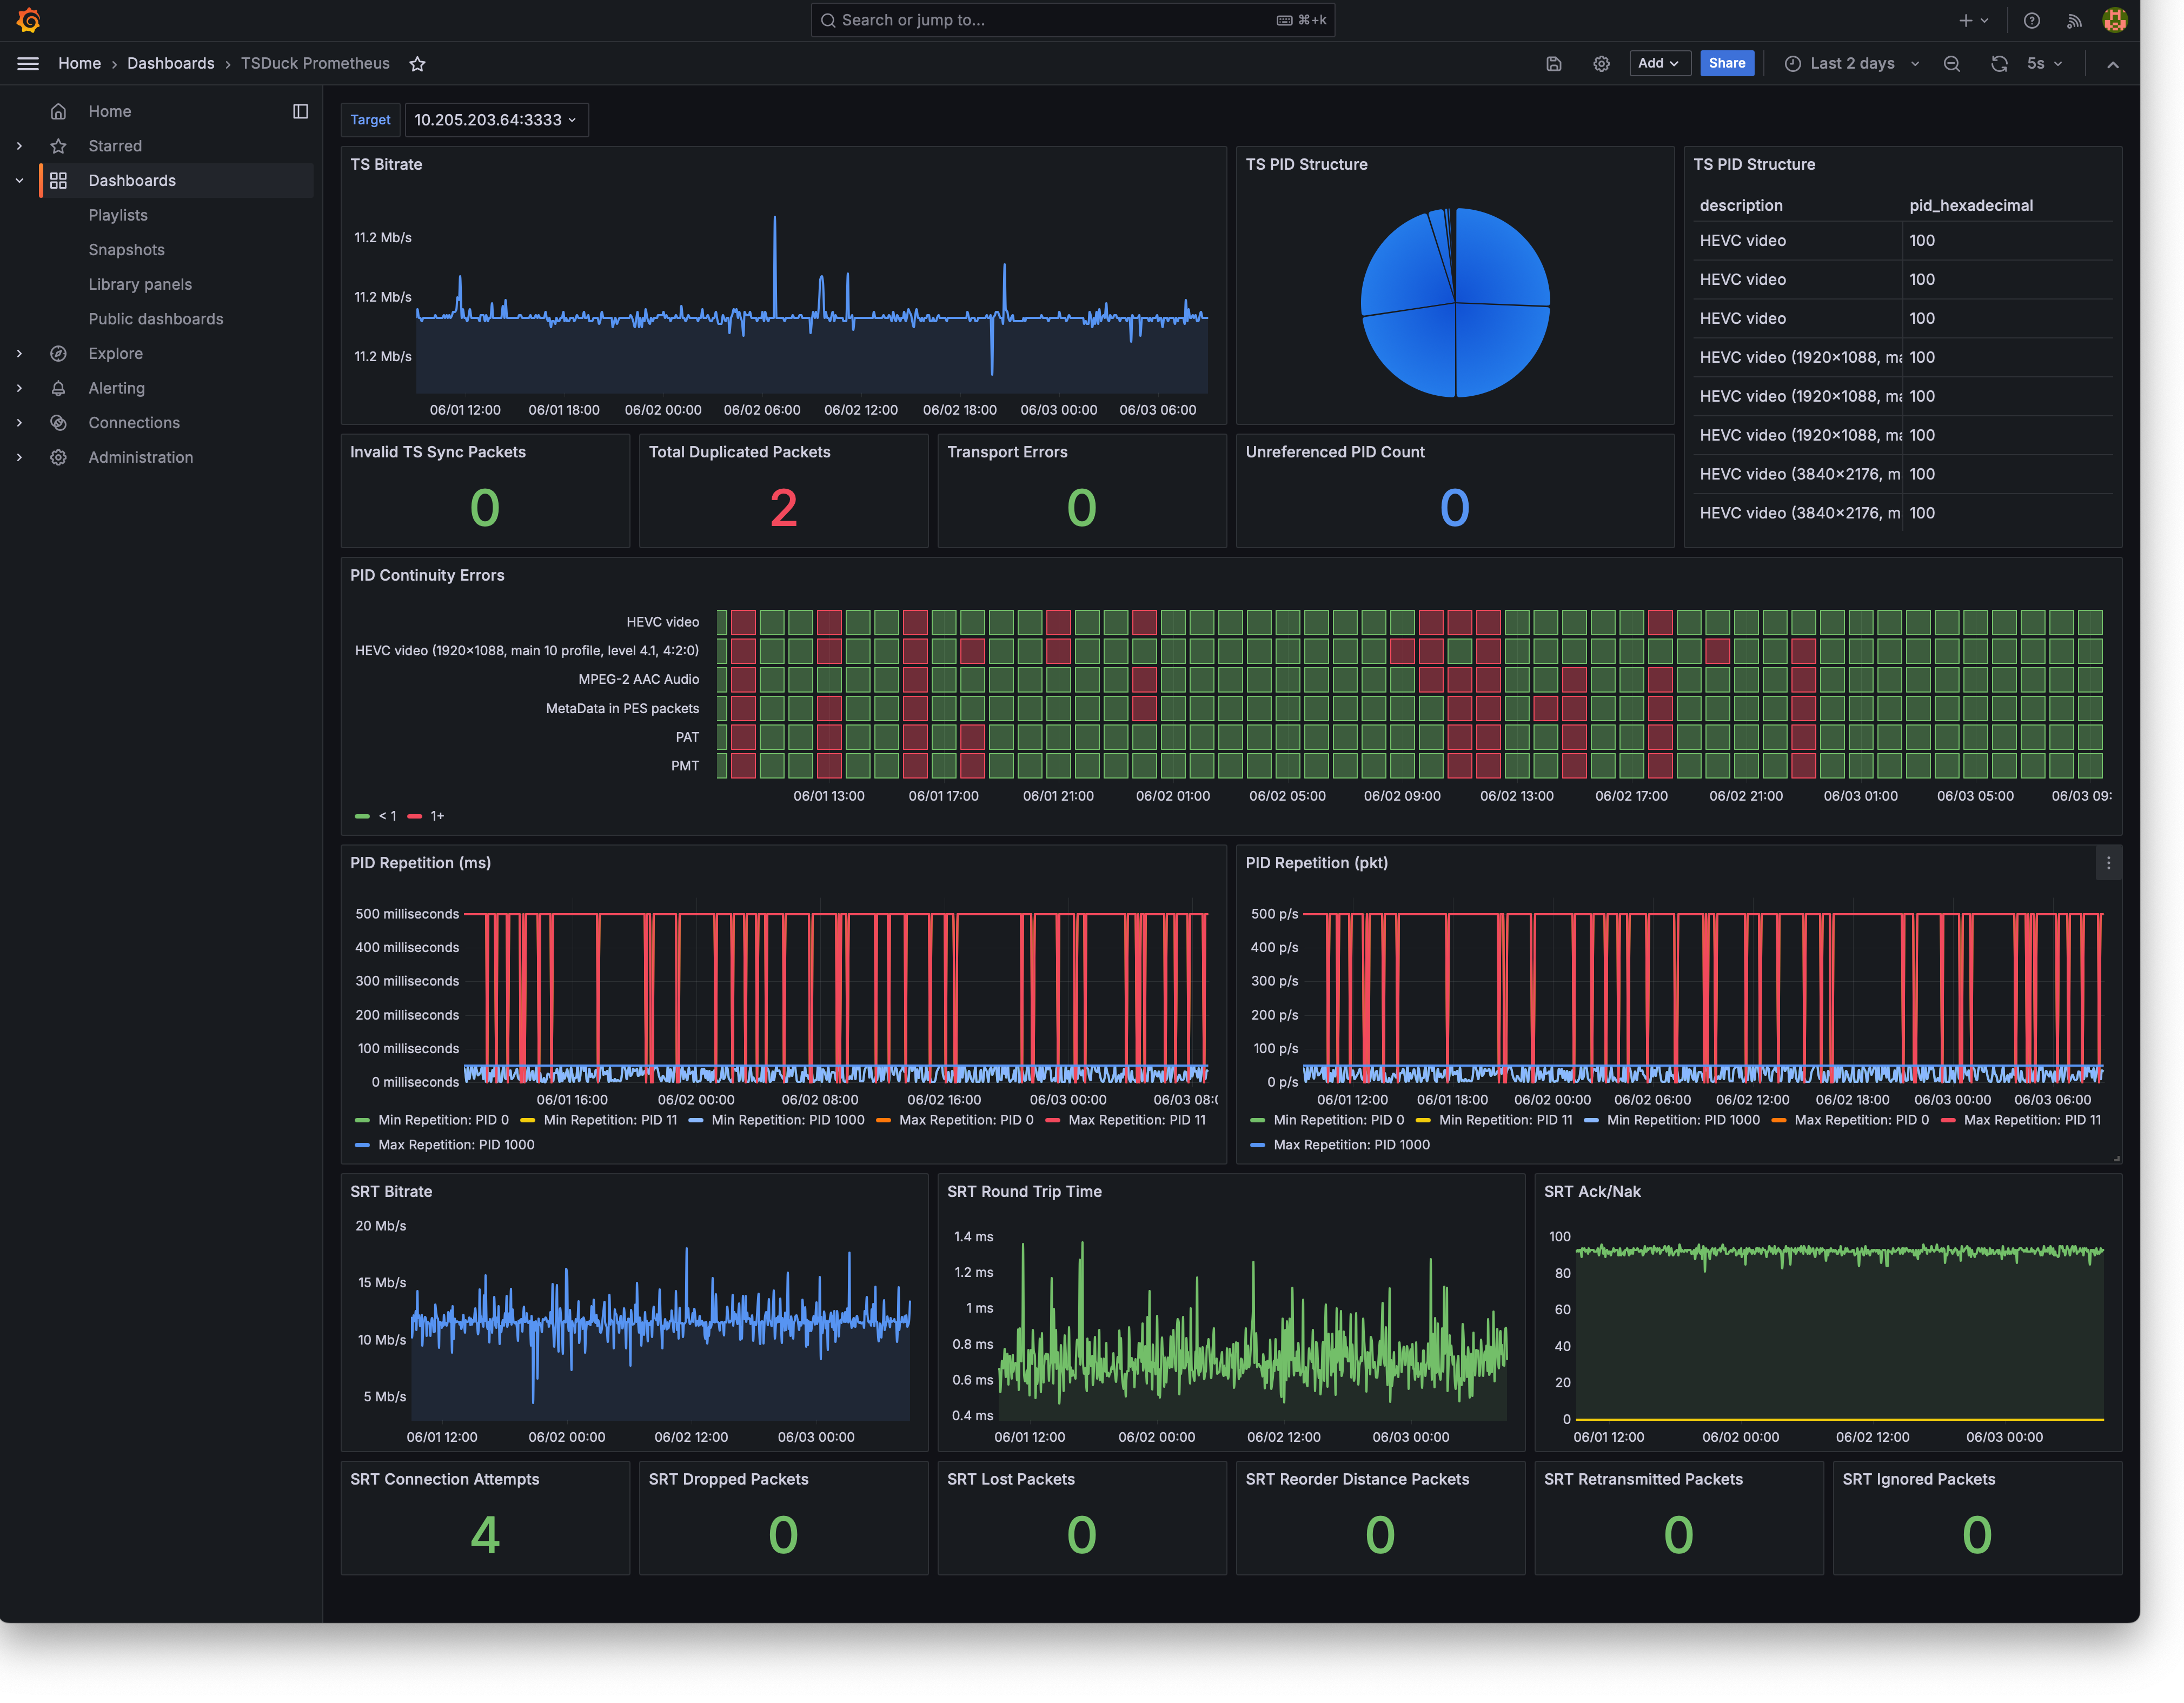 Search or jump to... ⌘+k
Home › Dashboards › TSDuck Prometheus Add Share Last 2 days 5s
Home
Starred
Dashboards
Playlists
Snapshots
Library panels
Public dashboards
Explore
Alerting
Connections
Administration
Target 10.205.203.64:3333
TS Bitrate
11.2 Mb/s
11.2 Mb/s
11.2 Mb/s
06/01 12:00 06/01 18:00 06/02 00:00 06/02 06:00 06/02 12:00 06/02 18:00 06/03 00:00 06/03 06:00
TS PID Structure
TS PID Structure
description pid_hexadecimal
HEVC video 100
HEVC video 100
HEVC video 100
HEVC video (1920×1088, ma 100
HEVC video (1920×1088, ma 100
HEVC video (1920×1088, ma 100
HEVC video (3840×2176, m 100
HEVC video (3840×2176, m 100
Invalid TS Sync Packets
0
Total Duplicated Packets
2
Transport Errors
0
Unreferenced PID Count
0
PID Continuity Errors
HEVC video
HEVC video (1920×1088, main 10 profile, level 4.1, 4:2:0)
MPEG-2 AAC Audio
MetaData in PES packets
PAT
PMT
06/01 13:00 06/01 17:00 06/01 21:00 06/02 01:00 06/02 05:00 06/02 09:00 06/02 13:00 06/02 17:00 06/02 21:00 06/03 01:00 06/03 05:00 06/03 09:
< 1 1+
PID Repetition (ms)
500 milliseconds
400 milliseconds
300 milliseconds
200 milliseconds
100 milliseconds
0 milliseconds
06/01 16:00 06/02 00:00 06/02 08:00 06/02 16:00 06/03 00:00 06/03 08:0
Min Repetition: PID 0 Min Repetition: PID 11 Min Repetition: PID 1000 Max Repetition: PID 0 Max Repetition: PID 11
Max Repetition: PID 1000
PID Repetition (pkt)
500 p/s
400 p/s
300 p/s
200 p/s
100 p/s
0 p/s
06/01 12:00 06/01 18:00 06/02 00:00 06/02 06:00 06/02 12:00 06/02 18:00 06/03 00:00 06/03 06:00
Min Repetition: PID 0 Min Repetition: PID 11 Min Repetition: PID 1000 Max Repetition: PID 0 Max Repetition: PID 11
Max Repetition: PID 1000
SRT Bitrate
20 Mb/s
15 Mb/s
10 Mb/s
5 Mb/s
06/01 12:00 06/02 00:00 06/02 12:00 06/03 00:00
SRT Round Trip Time
1.4 ms
1.2 ms
1 ms
0.8 ms
0.6 ms
0.4 ms
06/01 12:00 06/02 00:00 06/02 12:00 06/03 00:00
SRT Ack/Nak
100
80
60
40
20
0
06/01 12:00 06/02 00:00 06/02 12:00 06/03 00:00
SRT Connection Attempts
4
SRT Dropped Packets
0
SRT Lost Packets
0
SRT Reorder Distance Packets
0
SRT Retransmitted Packets
0
SRT Ignored Packets
0